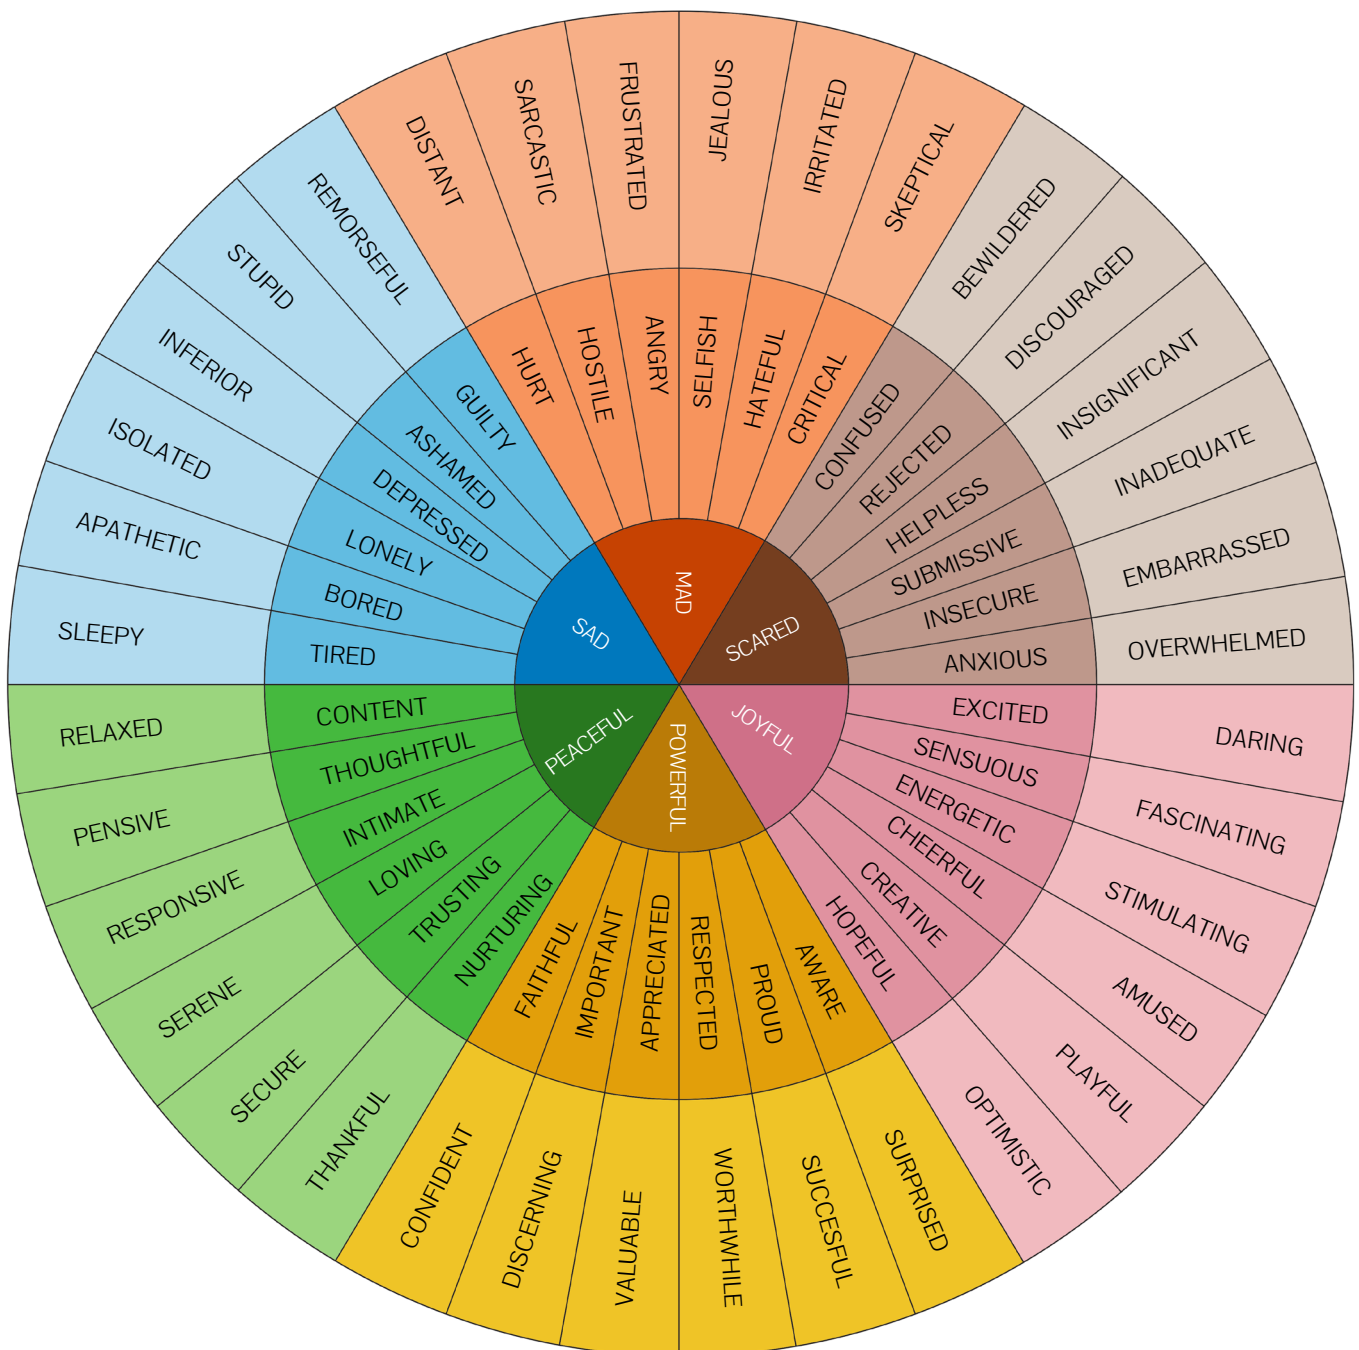 MAD
SCARED
JOYFUL
POWERFUL
PEACEFUL
SAD
HURT
HOSTILE
ANGRY
SELFISH
HATEFUL
CRITICAL
CONFUSED
REJECTED
HELPLESS
SUBMISSIVE
INSECURE
ANXIOUS
EXCITED
SENSUOUS
ENERGETIC
CHEERFUL
CREATIVE
HOPEFUL
AWARE
PROUD
RESPECTED
APPRECIATED
IMPORTANT
FAITHFUL
NURTURING
TRUSTING
LOVING
INTIMATE
THOUGHTFUL
CONTENT
TIRED
BORED
LONELY
DEPRESSED
ASHAMED
GUILTY
DISTANT
SARCASTIC
FRUSTRATED
JEALOUS
IRRITATED
SKEPTICAL
BEWILDERED
DISCOURAGED
INSIGNIFICANT
INADEQUATE
EMBARRASSED
OVERWHELMED
DARING
FASCINATING
STIMULATING
AMUSED
PLAYFUL
OPTIMISTIC
SURPRISED
SUCCESFUL
WORTHWHILE
VALUABLE
DISCERNING
CONFIDENT
THANKFUL
SECURE
SERENE
RESPONSIVE
PENSIVE
RELAXED
SLEEPY
APATHETIC
ISOLATED
INFERIOR
STUPID
REMORSEFUL